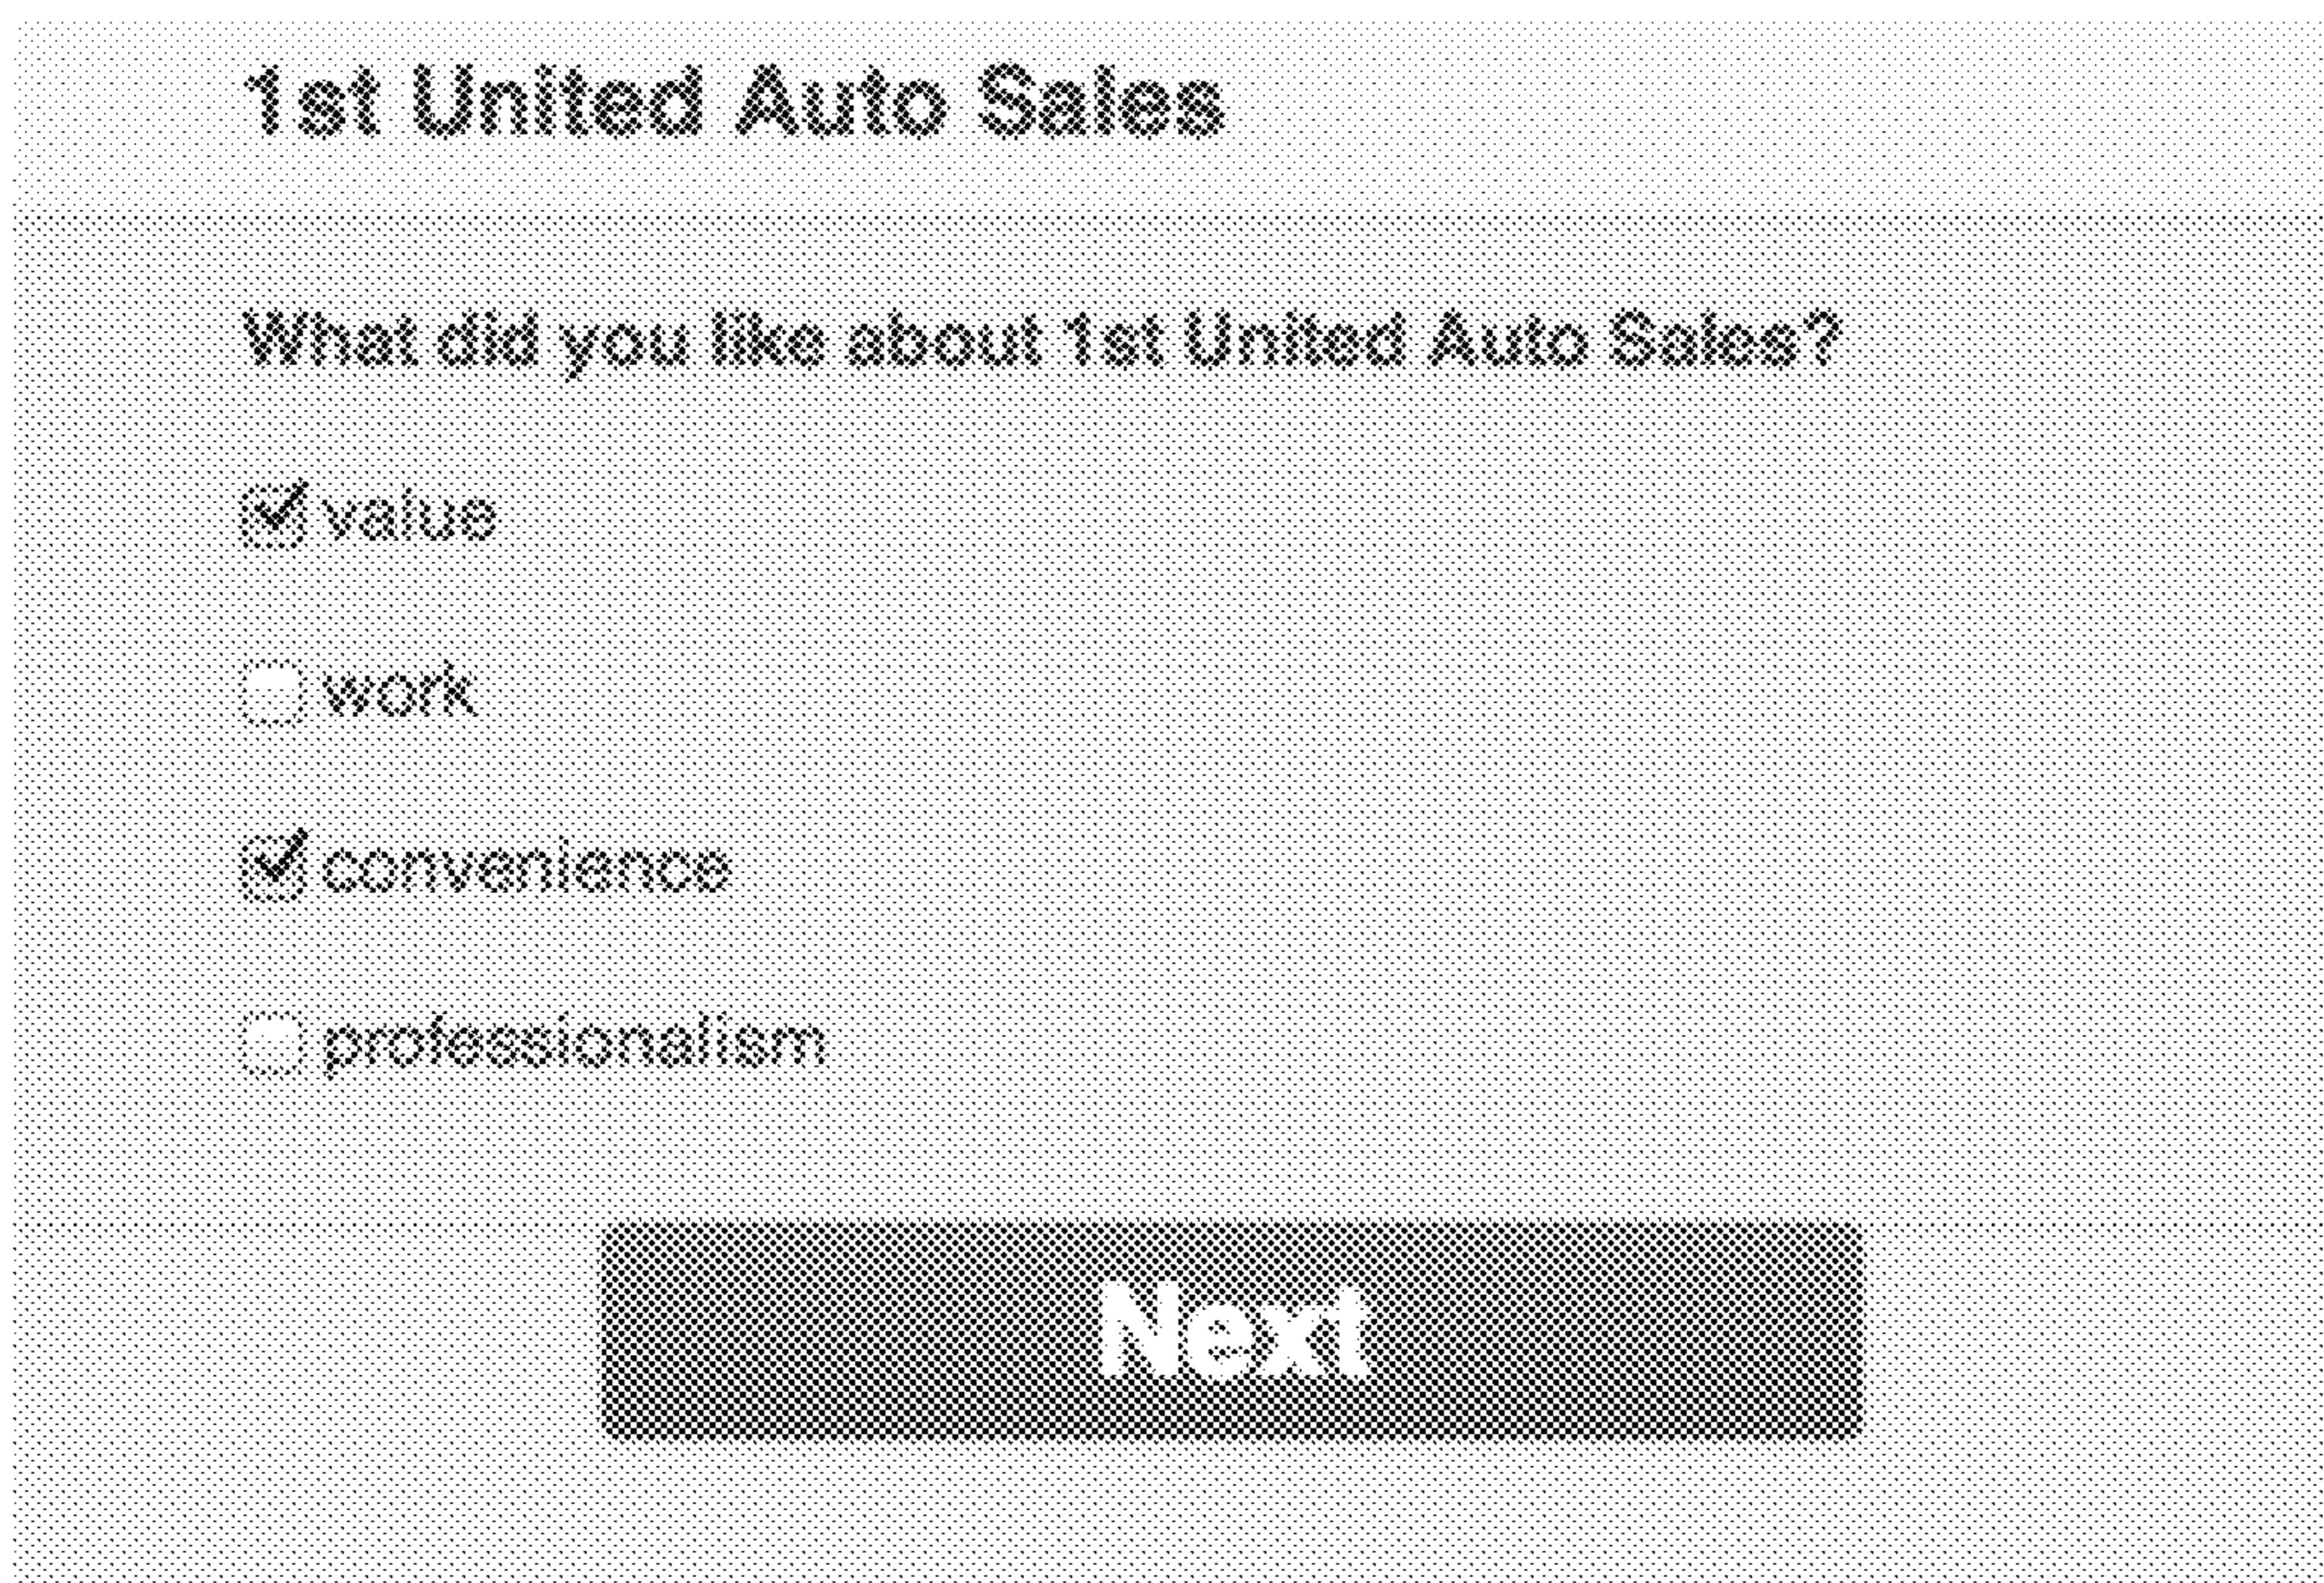 1st United Auto Sales
What did you like about 1st United Auto Sales?
value
work
convenience
professionalism
Next